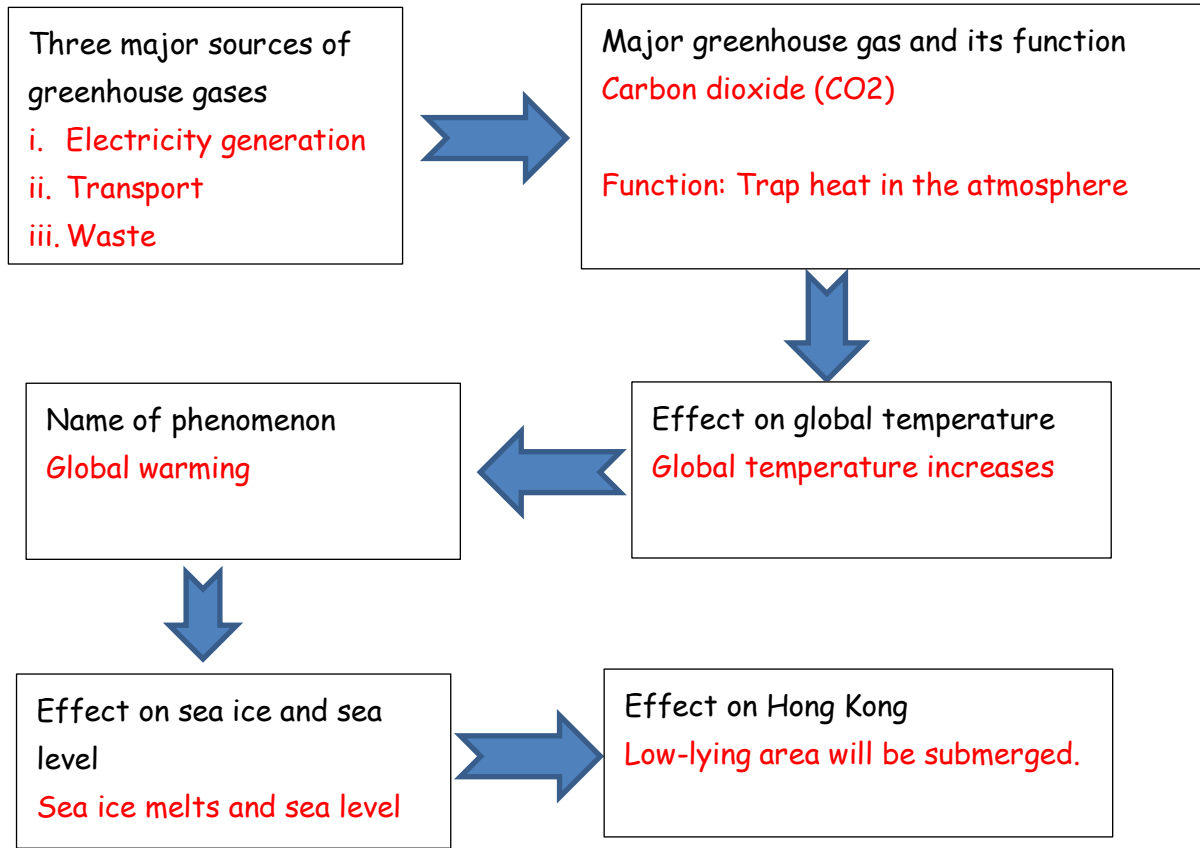 Three major sources of
greenhouse gases
i. Electricity generation
ii. Transport
iii. Waste
Major greenhouse gas and its function
Carbon dioxide (CO2)
Function: Trap heat in the atmosphere
Effect on global temperature
Global temperature increases
Name of phenomenon
Global warming
Effect on sea ice and sea
level
Sea ice melts and sea level
Effect on Hong Kong
Low-lying area will be submerged.